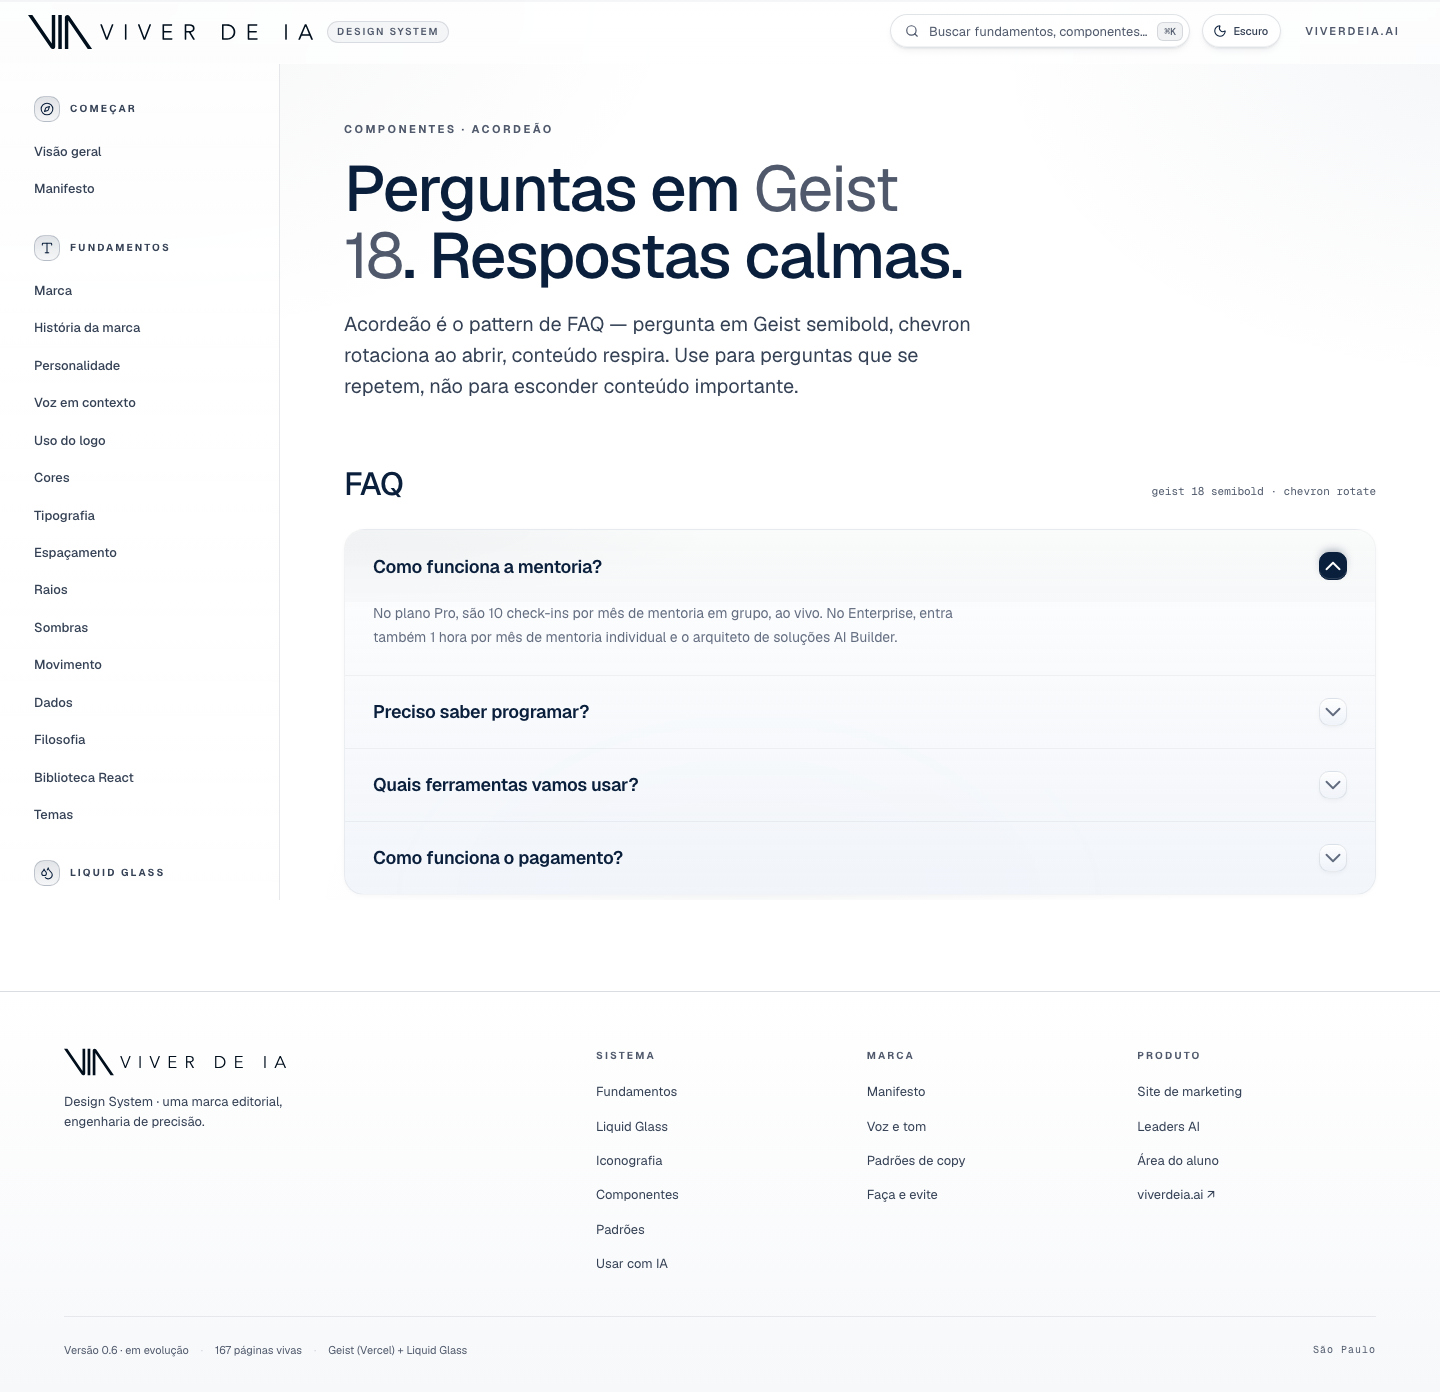 VIVER DE IA
DESIGN SYSTEM
Buscar fundamentos, componentes...
⌘K
Escuro
VIVERDEIA.AI
COMEÇAR
Visão geral
Manifesto
FUNDAMENTOS
Marca
História da marca
Personalidade
Voz em contexto
Uso do logo
Cores
Tipografia
Espaçamento
Raios
Sombras
Movimento
Dados
Filosofia
Biblioteca React
Temas
LIQUID GLASS
COMPONENTES · ACORDEÃO
Perguntas em Geist
18. Respostas calmas.
Acordeão é o pattern de FAQ — pergunta em Geist semibold, chevron
rotaciona ao abrir, conteúdo respira. Use para perguntas que se
repetem, não para esconder conteúdo importante.
FAQ
geist 18 semibold · chevron rotate
Como funciona a mentoria?
No plano Pro, são 10 check-ins por mês de mentoria em grupo, ao vivo. No Enterprise, entra
também 1 hora por mês de mentoria individual e o arquiteto de soluções AI Builder.
Preciso saber programar?
Quais ferramentas vamos usar?
Como funciona o pagamento?
VIVER DE IA
Design System · uma marca editorial,
engenharia de precisão.
SISTEMA
Fundamentos
Liquid Glass
Iconografia
Componentes
Padrões
Usar com IA
MARCA
Manifesto
Voz e tom
Padrões de copy
Faça e evite
PRODUTO
Site de marketing
Leaders AI
Área do aluno
viverdeia.ai ↗
Versão 0.6 · em evolução · 167 páginas vivas · Geist (Vercel) + Liquid Glass
São Paulo